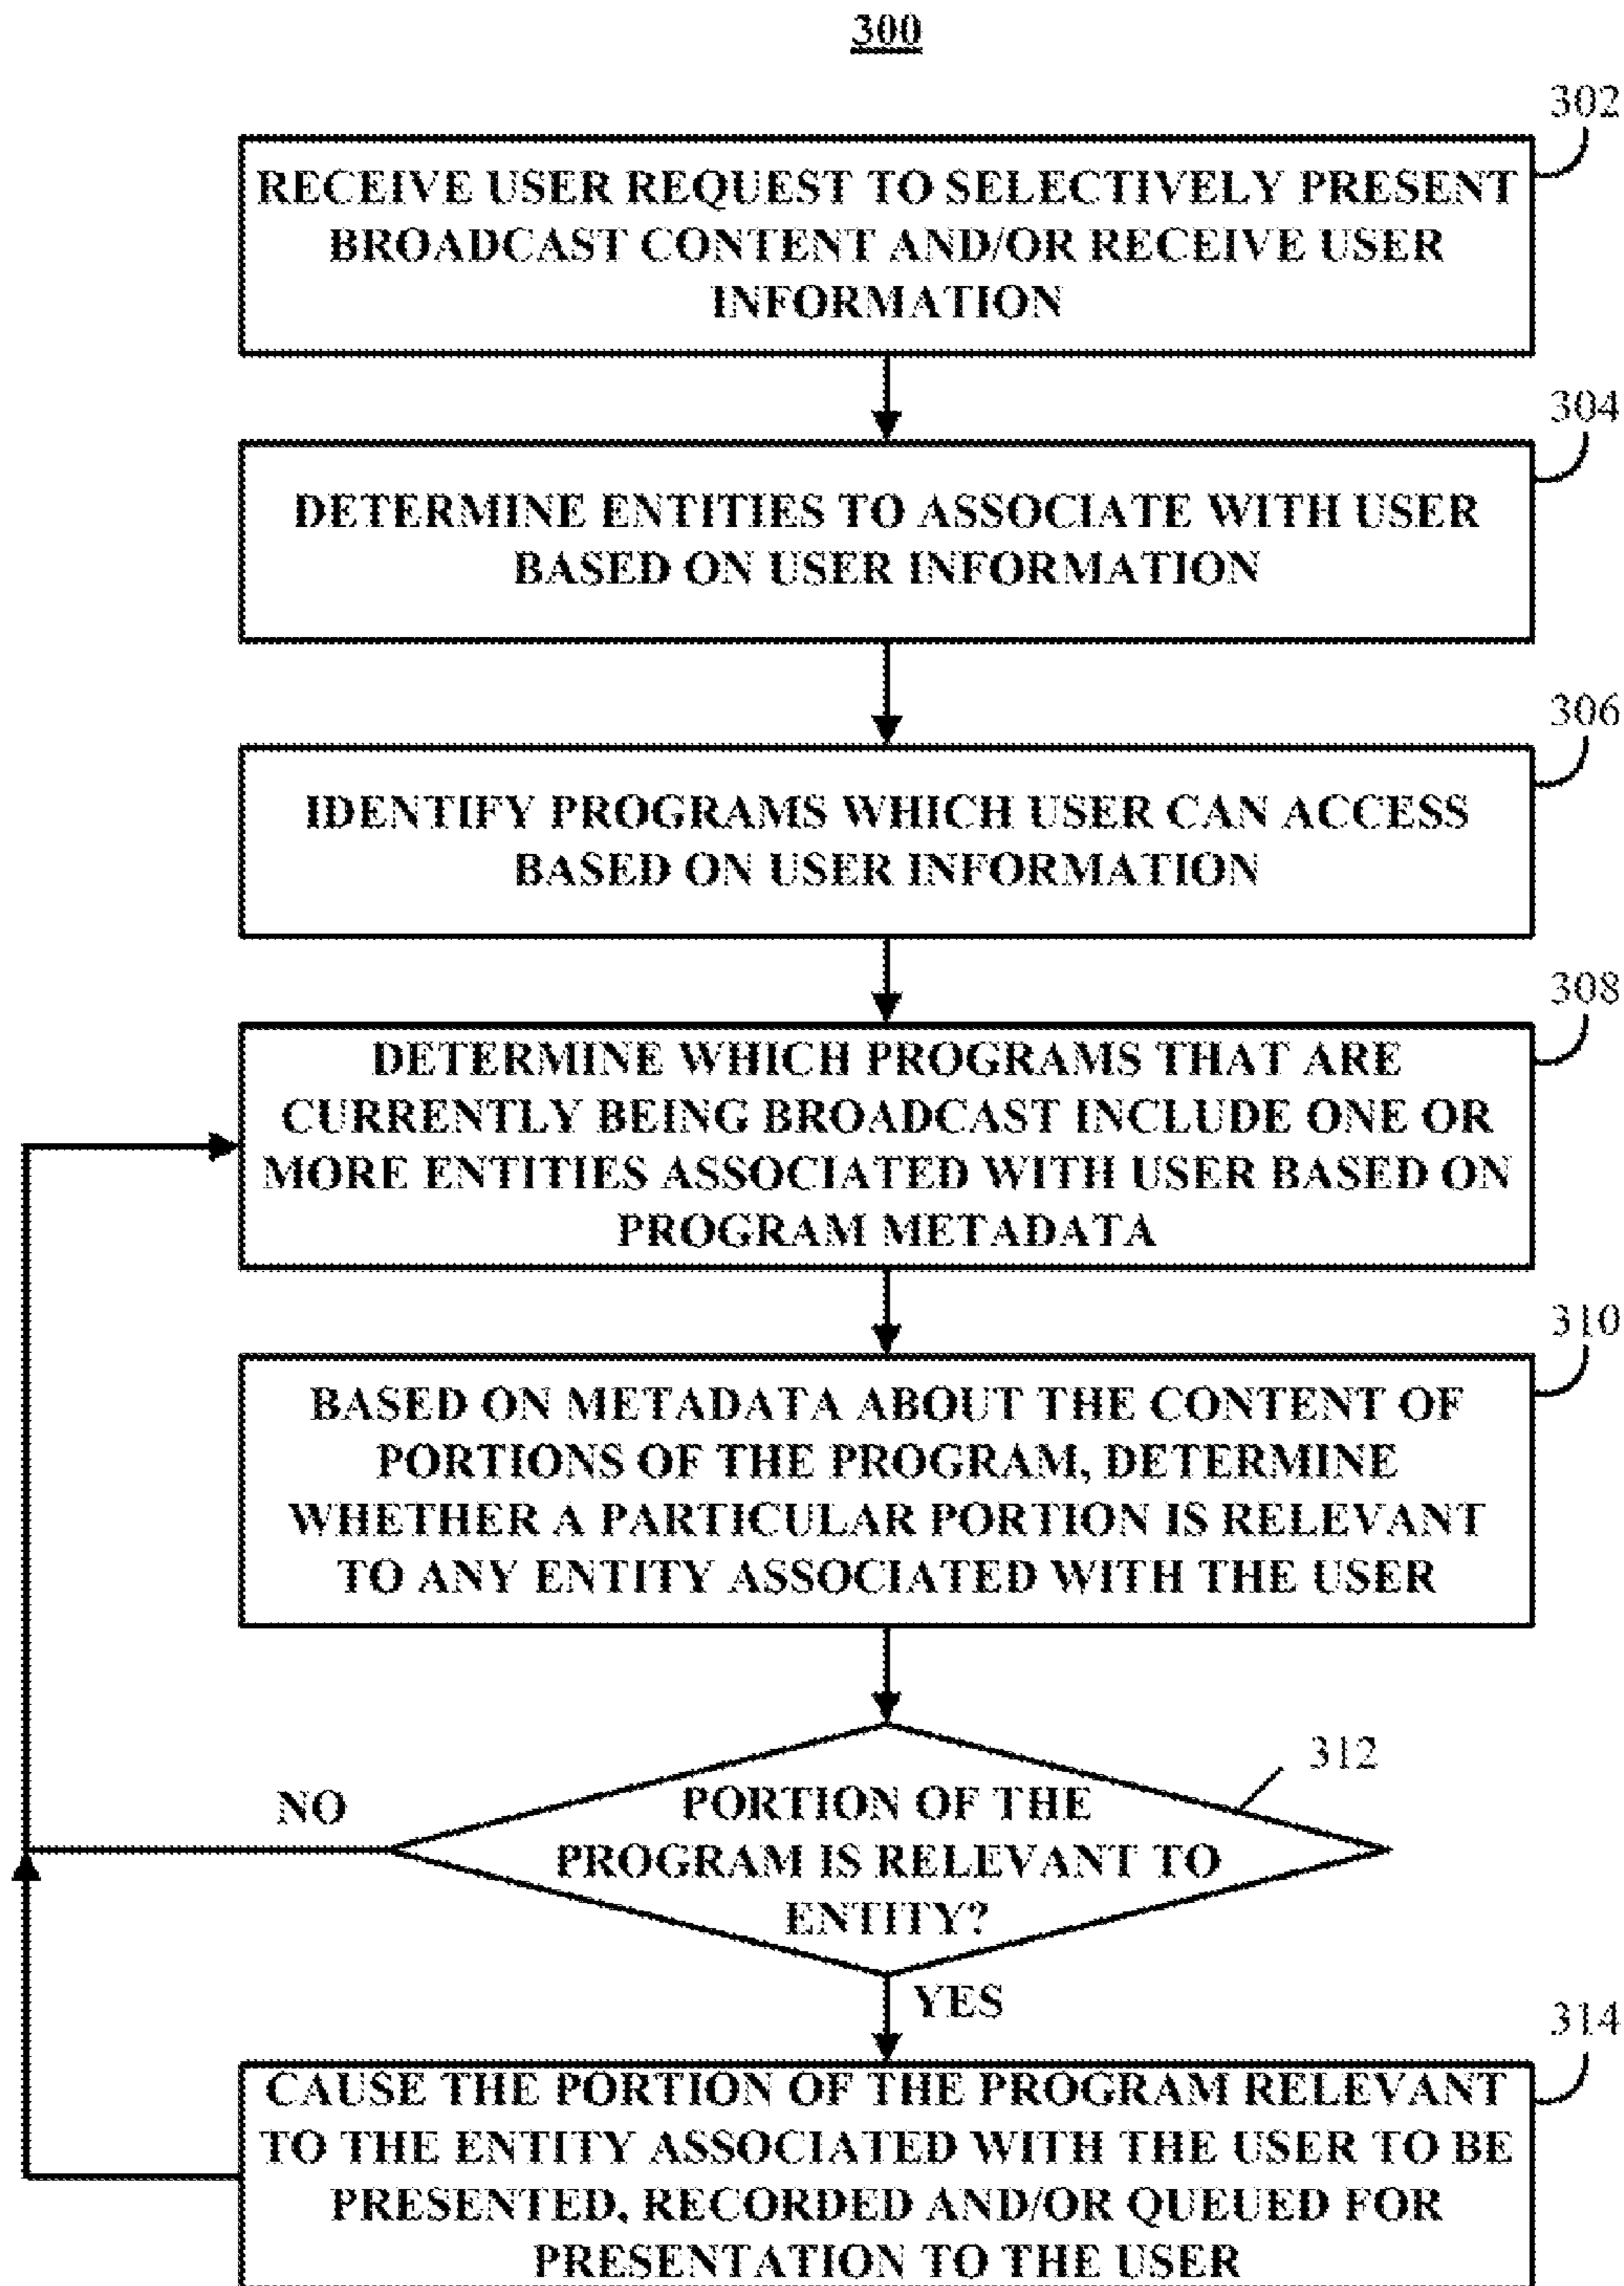 300
302
RECEIVE USER REQUEST TO SELECTIVELY PRESENT
BROADCAST CONTENT AND/OR RECEIVE USER
INFORMATION
304
DETERMINE ENTITIES TO ASSOCIATE WITH USER
BASED ON USER INFORMATION
306
IDENTIFY PROGRAMS WHICH USER CAN ACCESS
BASED ON USER INFORMATION
308
DETERMINE WHICH PROGRAMS THAT ARE
CURRENTLY BEING BROADCAST INCLUDE ONE OR
MORE ENTITIES ASSOCIATED WITH USER BASED ON
PROGRAM METADATA
310
BASED ON METADATA ABOUT THE CONTENT OF
PORTIONS OF THE PROGRAM, DETERMINE
WHETHER A PARTICULAR PORTION IS RELEVANT
TO ANY ENTITY ASSOCIATED WITH THE USER
312
NO
PORTION OF THE
PROGRAM IS RELEVANT TO
ENTITY?
YES
314
CAUSE THE PORTION OF THE PROGRAM RELEVANT
TO THE ENTITY ASSOCIATED WITH THE USER TO BE
PRESENTED, RECORDED AND/OR QUEUED FOR
PRESENTATION TO THE USER